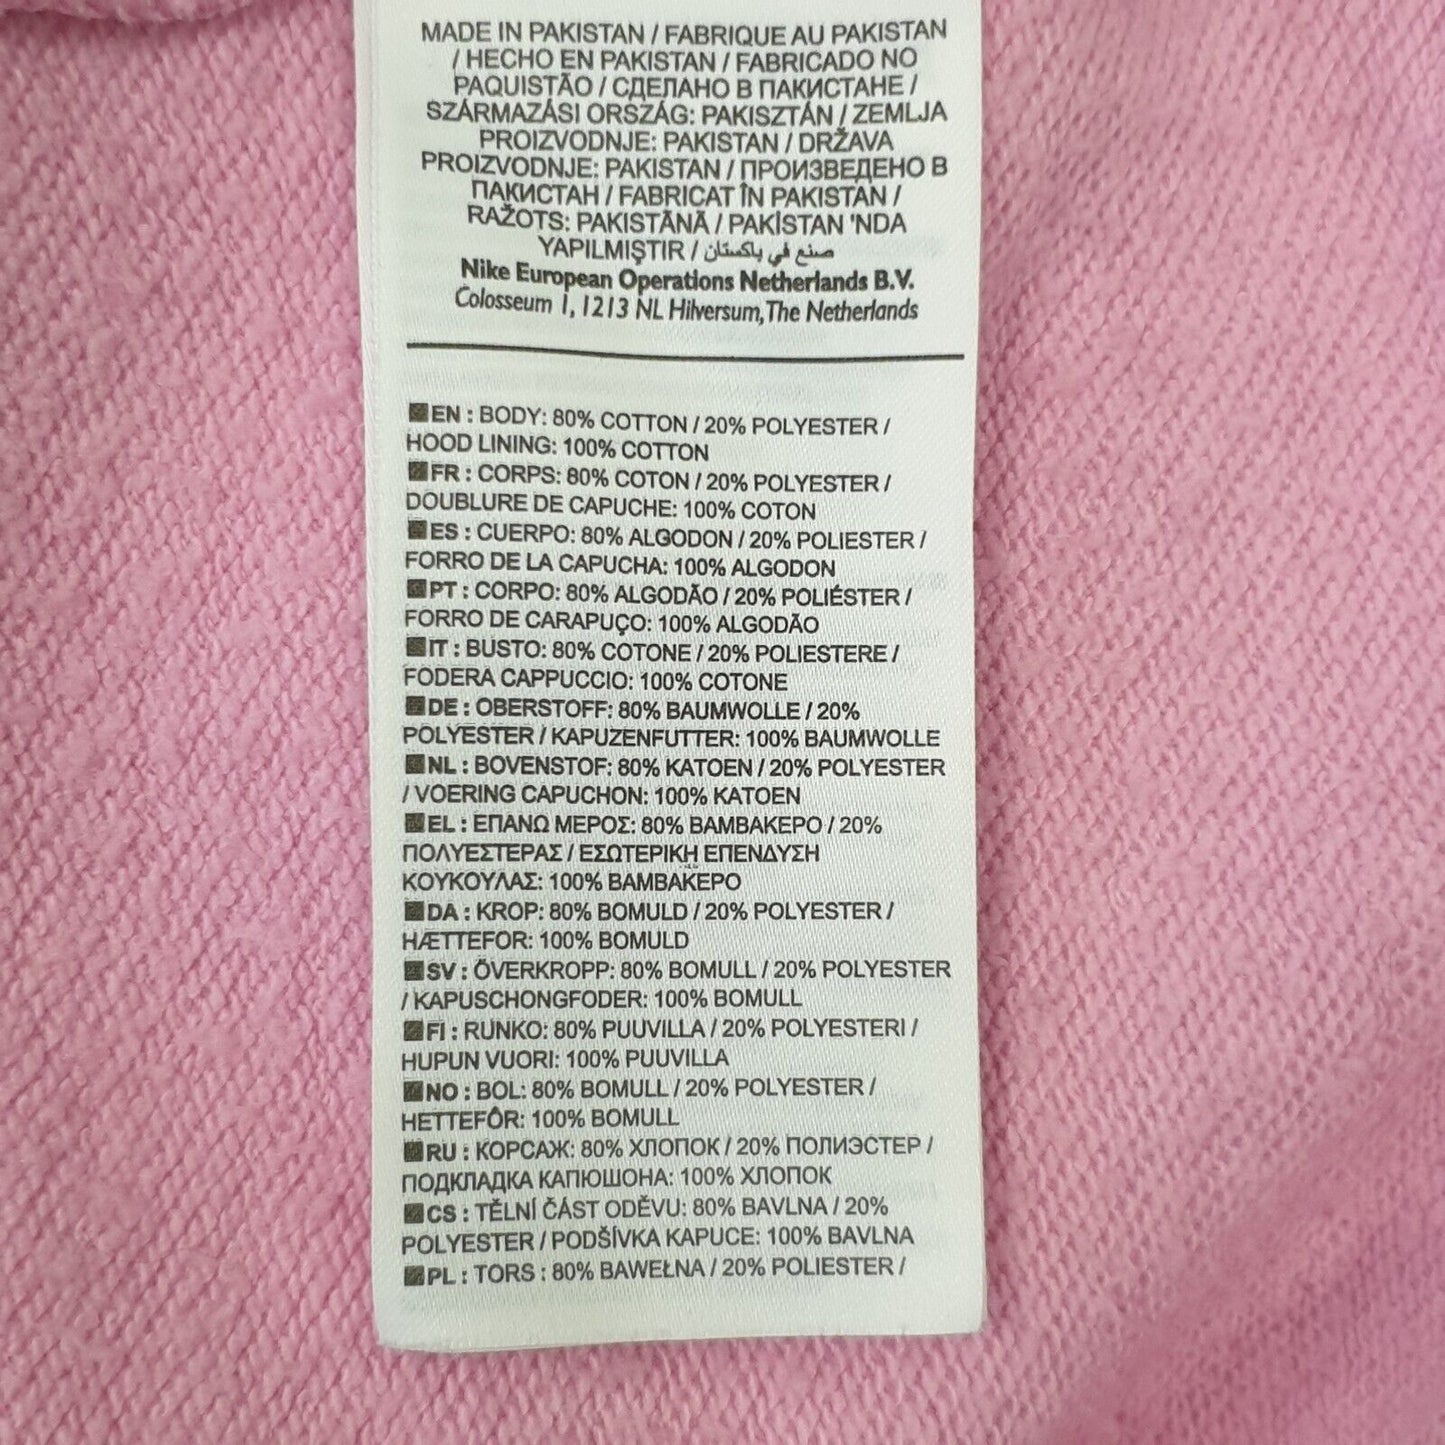 MADE IN PAKISTAN / FABRIQUE AU PAKISTAN
/ HECHO EN PAKISTAN / FABRICADO NO
PAQUISTÃO / СДЕЛАНО В ПАКИСТАНЕ /
SZÁRMAZÁSI ORSZÁG: PAKISZTÁN / ZEMLJA
PROIZVODNJE: PAKISTAN / DRŽAVA
PROIZVODNJE: PAKISTAN / ПРОИЗВЕДЕНО В
ПАКИСТАН / FABRICAT ÎN PAKISTAN /
RAŽOTS: PAKISTĀNĀ / PAKİSTAN 'NDA
YAPILMIŞTIR / صنع في باكستان
Nike European Operations Netherlands B.V.
Colosseum 1, 1213 NL Hilversum, The Netherlands
EN : BODY: 80% COTTON / 20% POLYESTER /
HOOD LINING: 100% COTTON
FR : CORPS: 80% COTON / 20% POLYESTER /
DOUBLURE DE CAPUCHE: 100% COTON
ES : CUERPO: 80% ALGODON / 20% POLIESTER /
FORRO DE LA CAPUCHA: 100% ALGODON
PT : CORPO: 80% ALGODÃO / 20% POLIÉSTER /
FORRO DE CARAPUÇO: 100% ALGODÃO
IT : BUSTO: 80% COTONE / 20% POLIESTERE /
FODERA CAPPUCCIO: 100% COTONE
DE : OBERSTOFF: 80% BAUMWOLLE / 20%
POLYESTER / KAPUZENFUTTER: 100% BAUMWOLLE
NL : BOVENSTOF: 80% KATOEN / 20% POLYESTER
/ VOERING CAPUCHON: 100% KATOEN
EL : ΕΠΑΝΩ ΜΕΡΟΣ: 80% ΒΑΜΒΑΚΕΡΟ / 20%
ΠΟΛΥΕΣΤΕΡΑΣ / ΕΣΩΤΕΡΙΚΗ ΕΠΕΝΔΥΣΗ
ΚΟΥΚΟΥΛΑΣ: 100% ΒΑΜΒΑΚΕΡΟ
DA : KROP: 80% BOMULD / 20% POLYESTER /
HÆTTEFOR: 100% BOMULD
SV : ÖVERKROPP: 80% BOMULL / 20% POLYESTER
/ KAPUSCHONGFODER: 100% BOMULL
FI : RUNKO: 80% PUUVILLA / 20% POLYESTERI /
HUPUN VUORI: 100% PUUVILLA
NO : BOL: 80% BOMULL / 20% POLYESTER /
HETTEFÔR: 100% BOMULL
RU : КОРСАЖ: 80% ХЛОПОК / 20% ПОЛИЭСТЕР /
ПОДКЛАДКА КАПЮШОНА: 100% ХЛОПОК
CS : TĚLNÍ ČÁST ODĚVU: 80% BAVLNA / 20%
POLYESTER / PODŠÍVKA KAPUCE: 100% BAVLNA
PL : TORS : 80% BAWEŁNA / 20% POLIESTER /